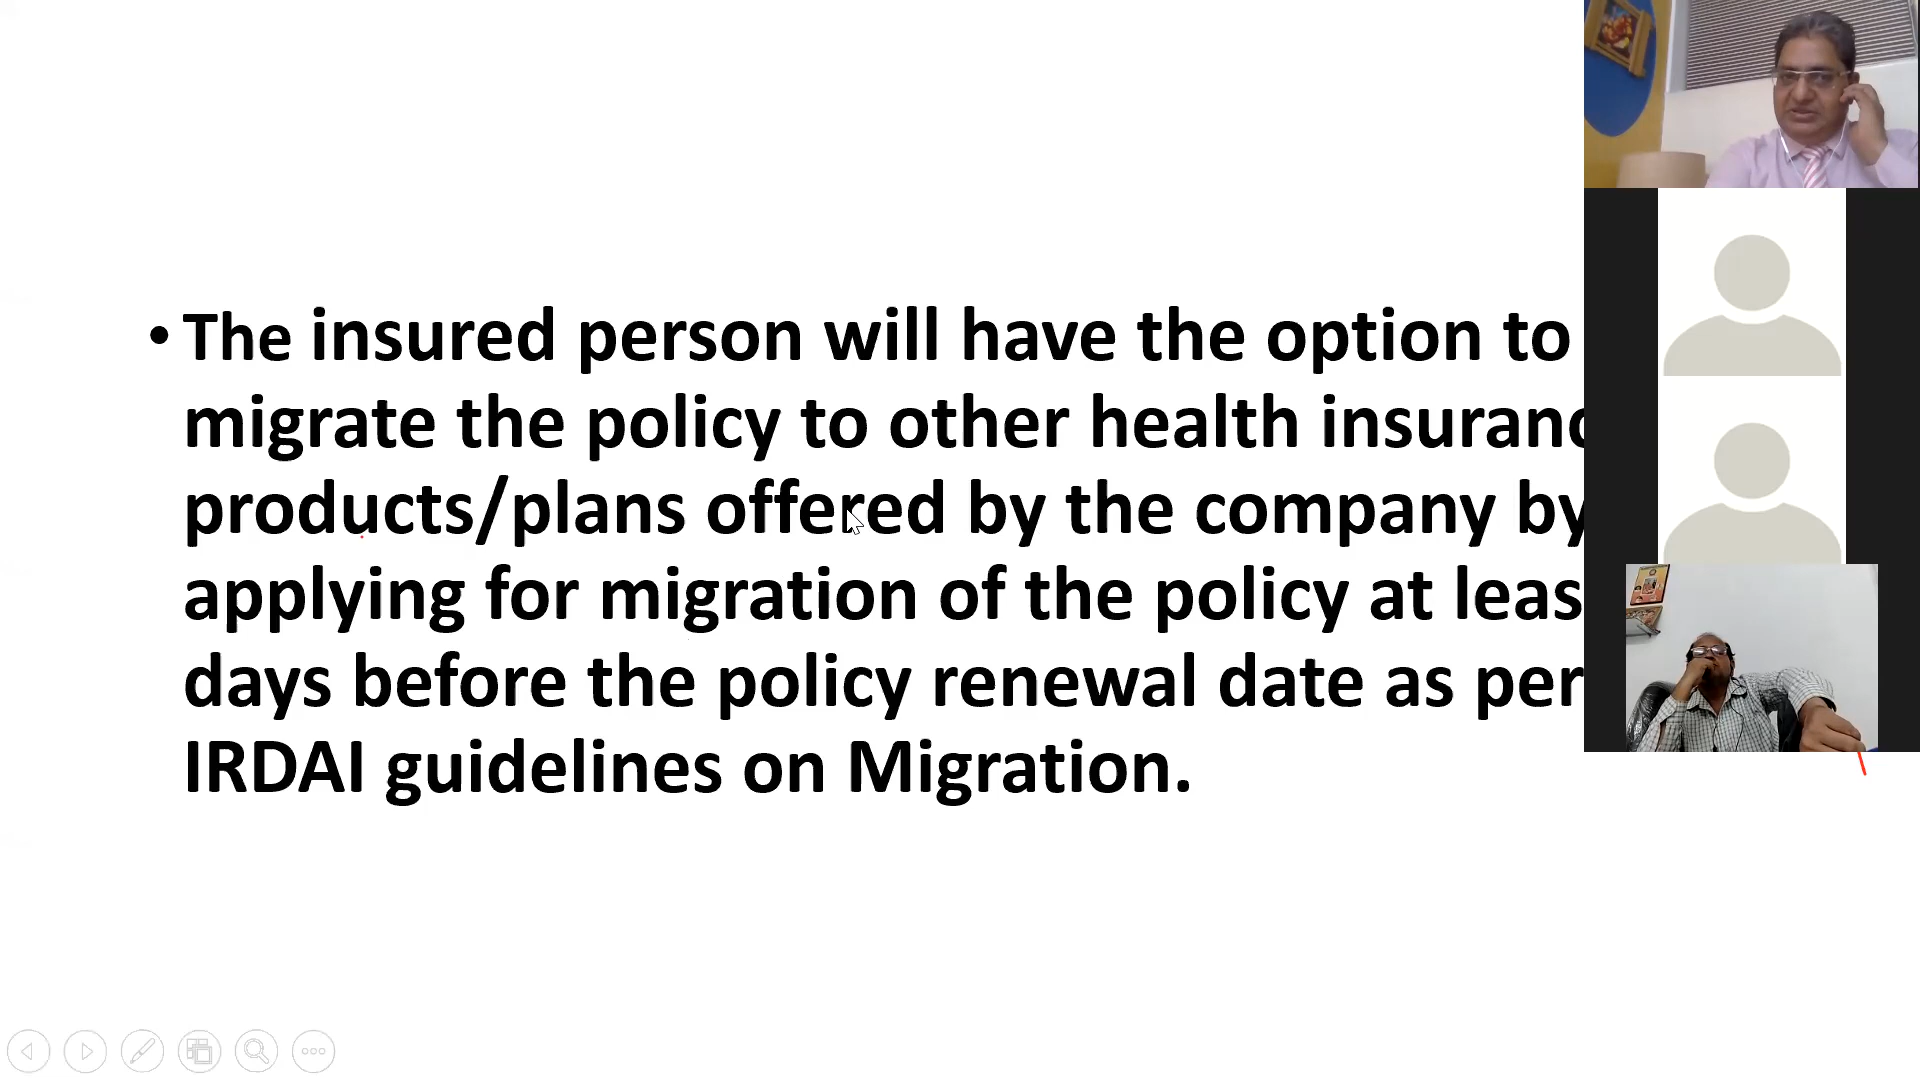 • The insured person will have the option to
migrate the policy to other health insuranc
products/plans offered by the company by
applying for migration of the policy at leas
days before the policy renewal date as per
IRDAI guidelines on Migration.